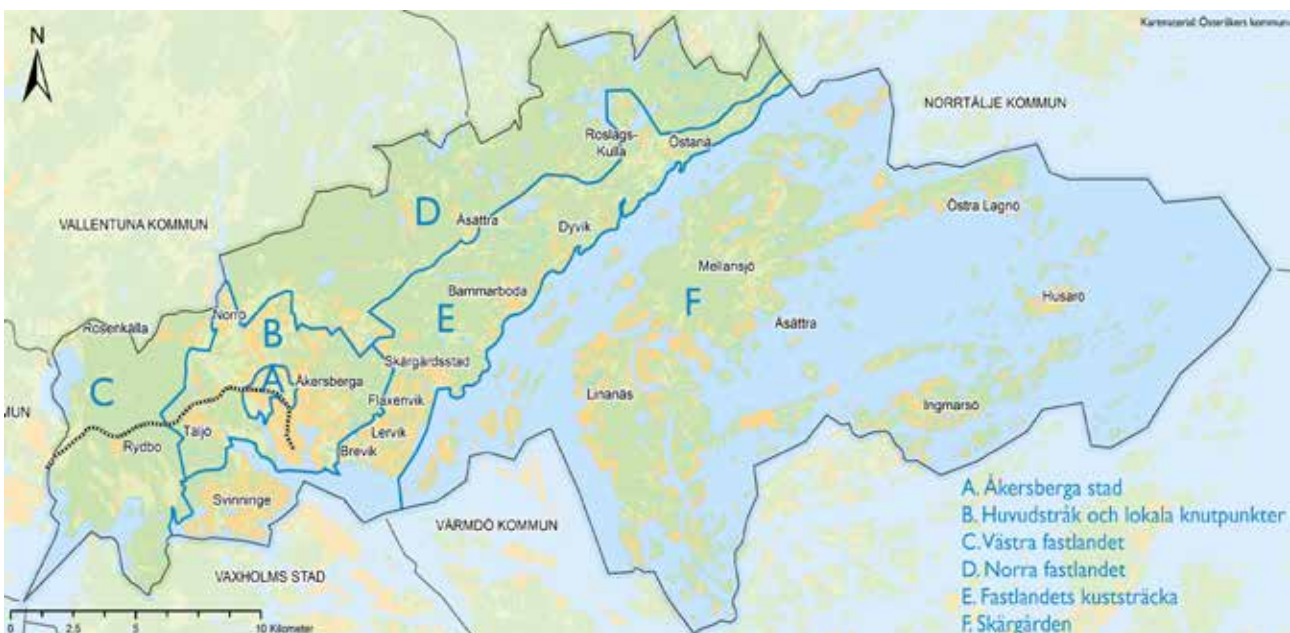 Kartmaterial: Österåkers kommun
N
NORRTÄLJE KOMMUN
Roslags-
Kulla
Östanå
Östra Lagnö
D
Åsättra
VALLENTUNA KOMMUN
Dyvik
Mellansjö
Bammarboda
F
Husarö
Norrö
Rosenkälla
B
E
Åsättra
Skärgårdsstad
C
A
Åkersberga
Flaxenvik
Linanäs
Ingmarsö
MUN
Täljö
Lervik
Rydbo
Brevik
Svinninge
A. Åkersberga stad
B. Huvudstråk och lokala knutpunkter
C. Västra fastlandet
D. Norra fastlandet
E. Fastlandets kuststräcka
F. Skärgården
VÄRMDÖ KOMMUN
VAXHOLMS STAD
0 2.5 5 10 Kilometer